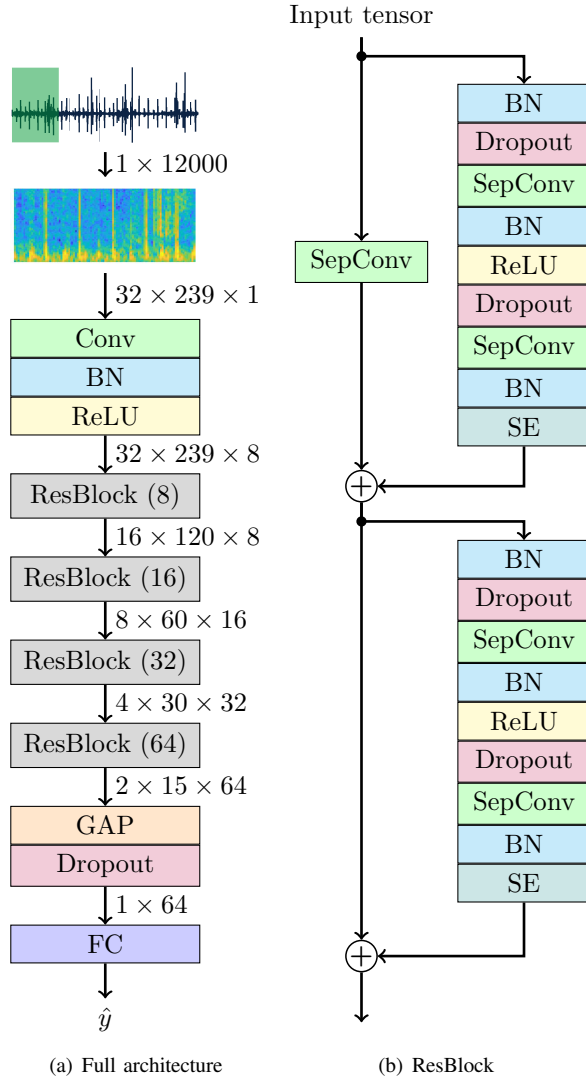 1 × 12000
32 × 239 × 1
Conv
BN
ReLU
32 × 239 × 8
ResBlock (8)
16 × 120 × 8
ResBlock (16)
8 × 60 × 16
ResBlock (32)
4 × 30 × 32
ResBlock (64)
2 × 15 × 64
GAP
Dropout
1 × 64
FC
ŷ
(a) Full architecture
Input tensor
SepConv
BN
Dropout
SepConv
BN
ReLU
Dropout
SepConv
BN
SE
+
BN
Dropout
SepConv
BN
ReLU
Dropout
SepConv
BN
SE
+
(b) ResBlock